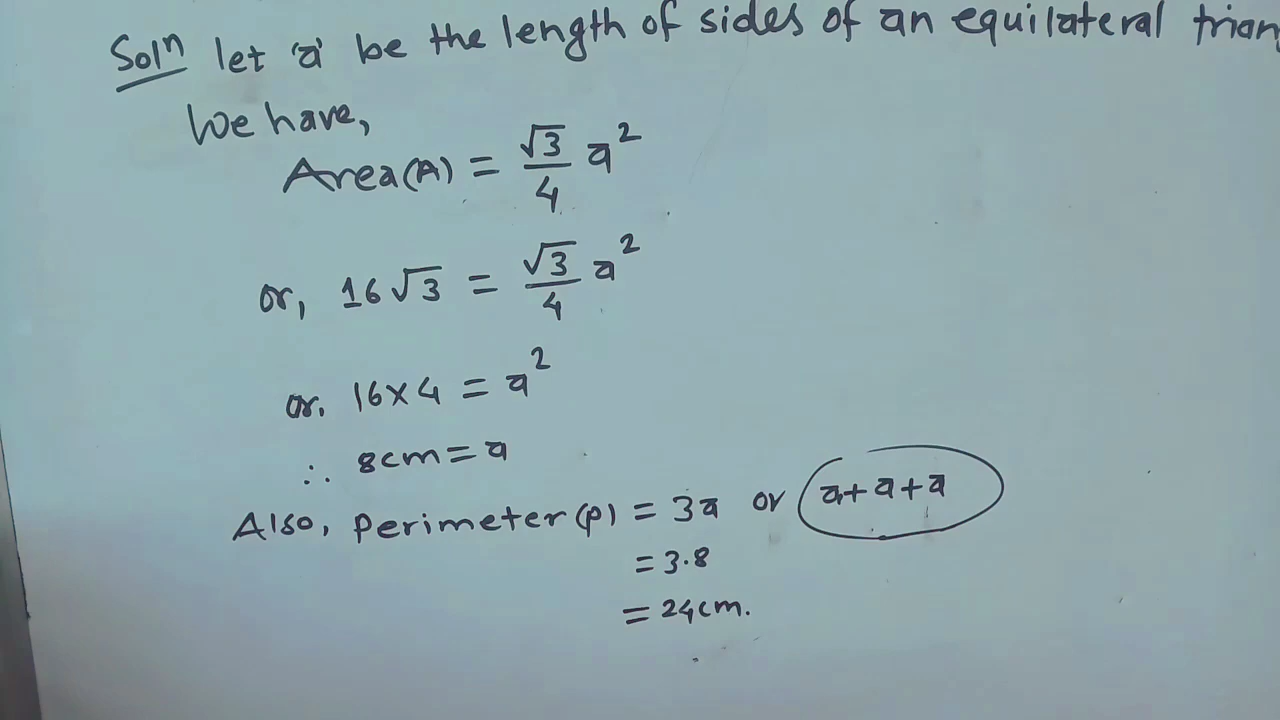 Solⁿ let 'a' be the length of sides of an equilateral trian
We have,
Area(A) = √3/4 a²
or, 16√3 = √3/4 a²
or, 16×4 = a²
∴ 8cm = a
Also, perimeter(p) = 3a or a+a+a
= 3.8
= 24cm.